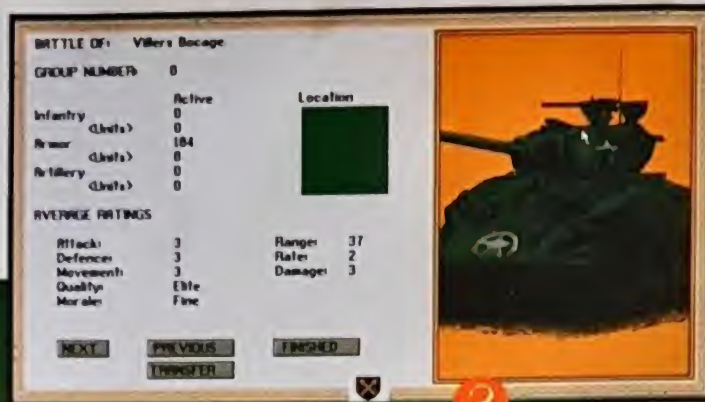 BATTLE OF: Villers Bocage
GROUP NUMBER: 0
Active Location
Infantry 0
<Units> 0
Armor 184
<Units> 8
Artillery 0
<Units> 0
AVERAGE RATINGS
Attack: 3 Range: 37
Defence: 3 Rate: 2
Movement: 3 Damage: 3
Quality: Elite
Morale: Fine
NEXT PREVIOUS FINISHED
TRANSFER